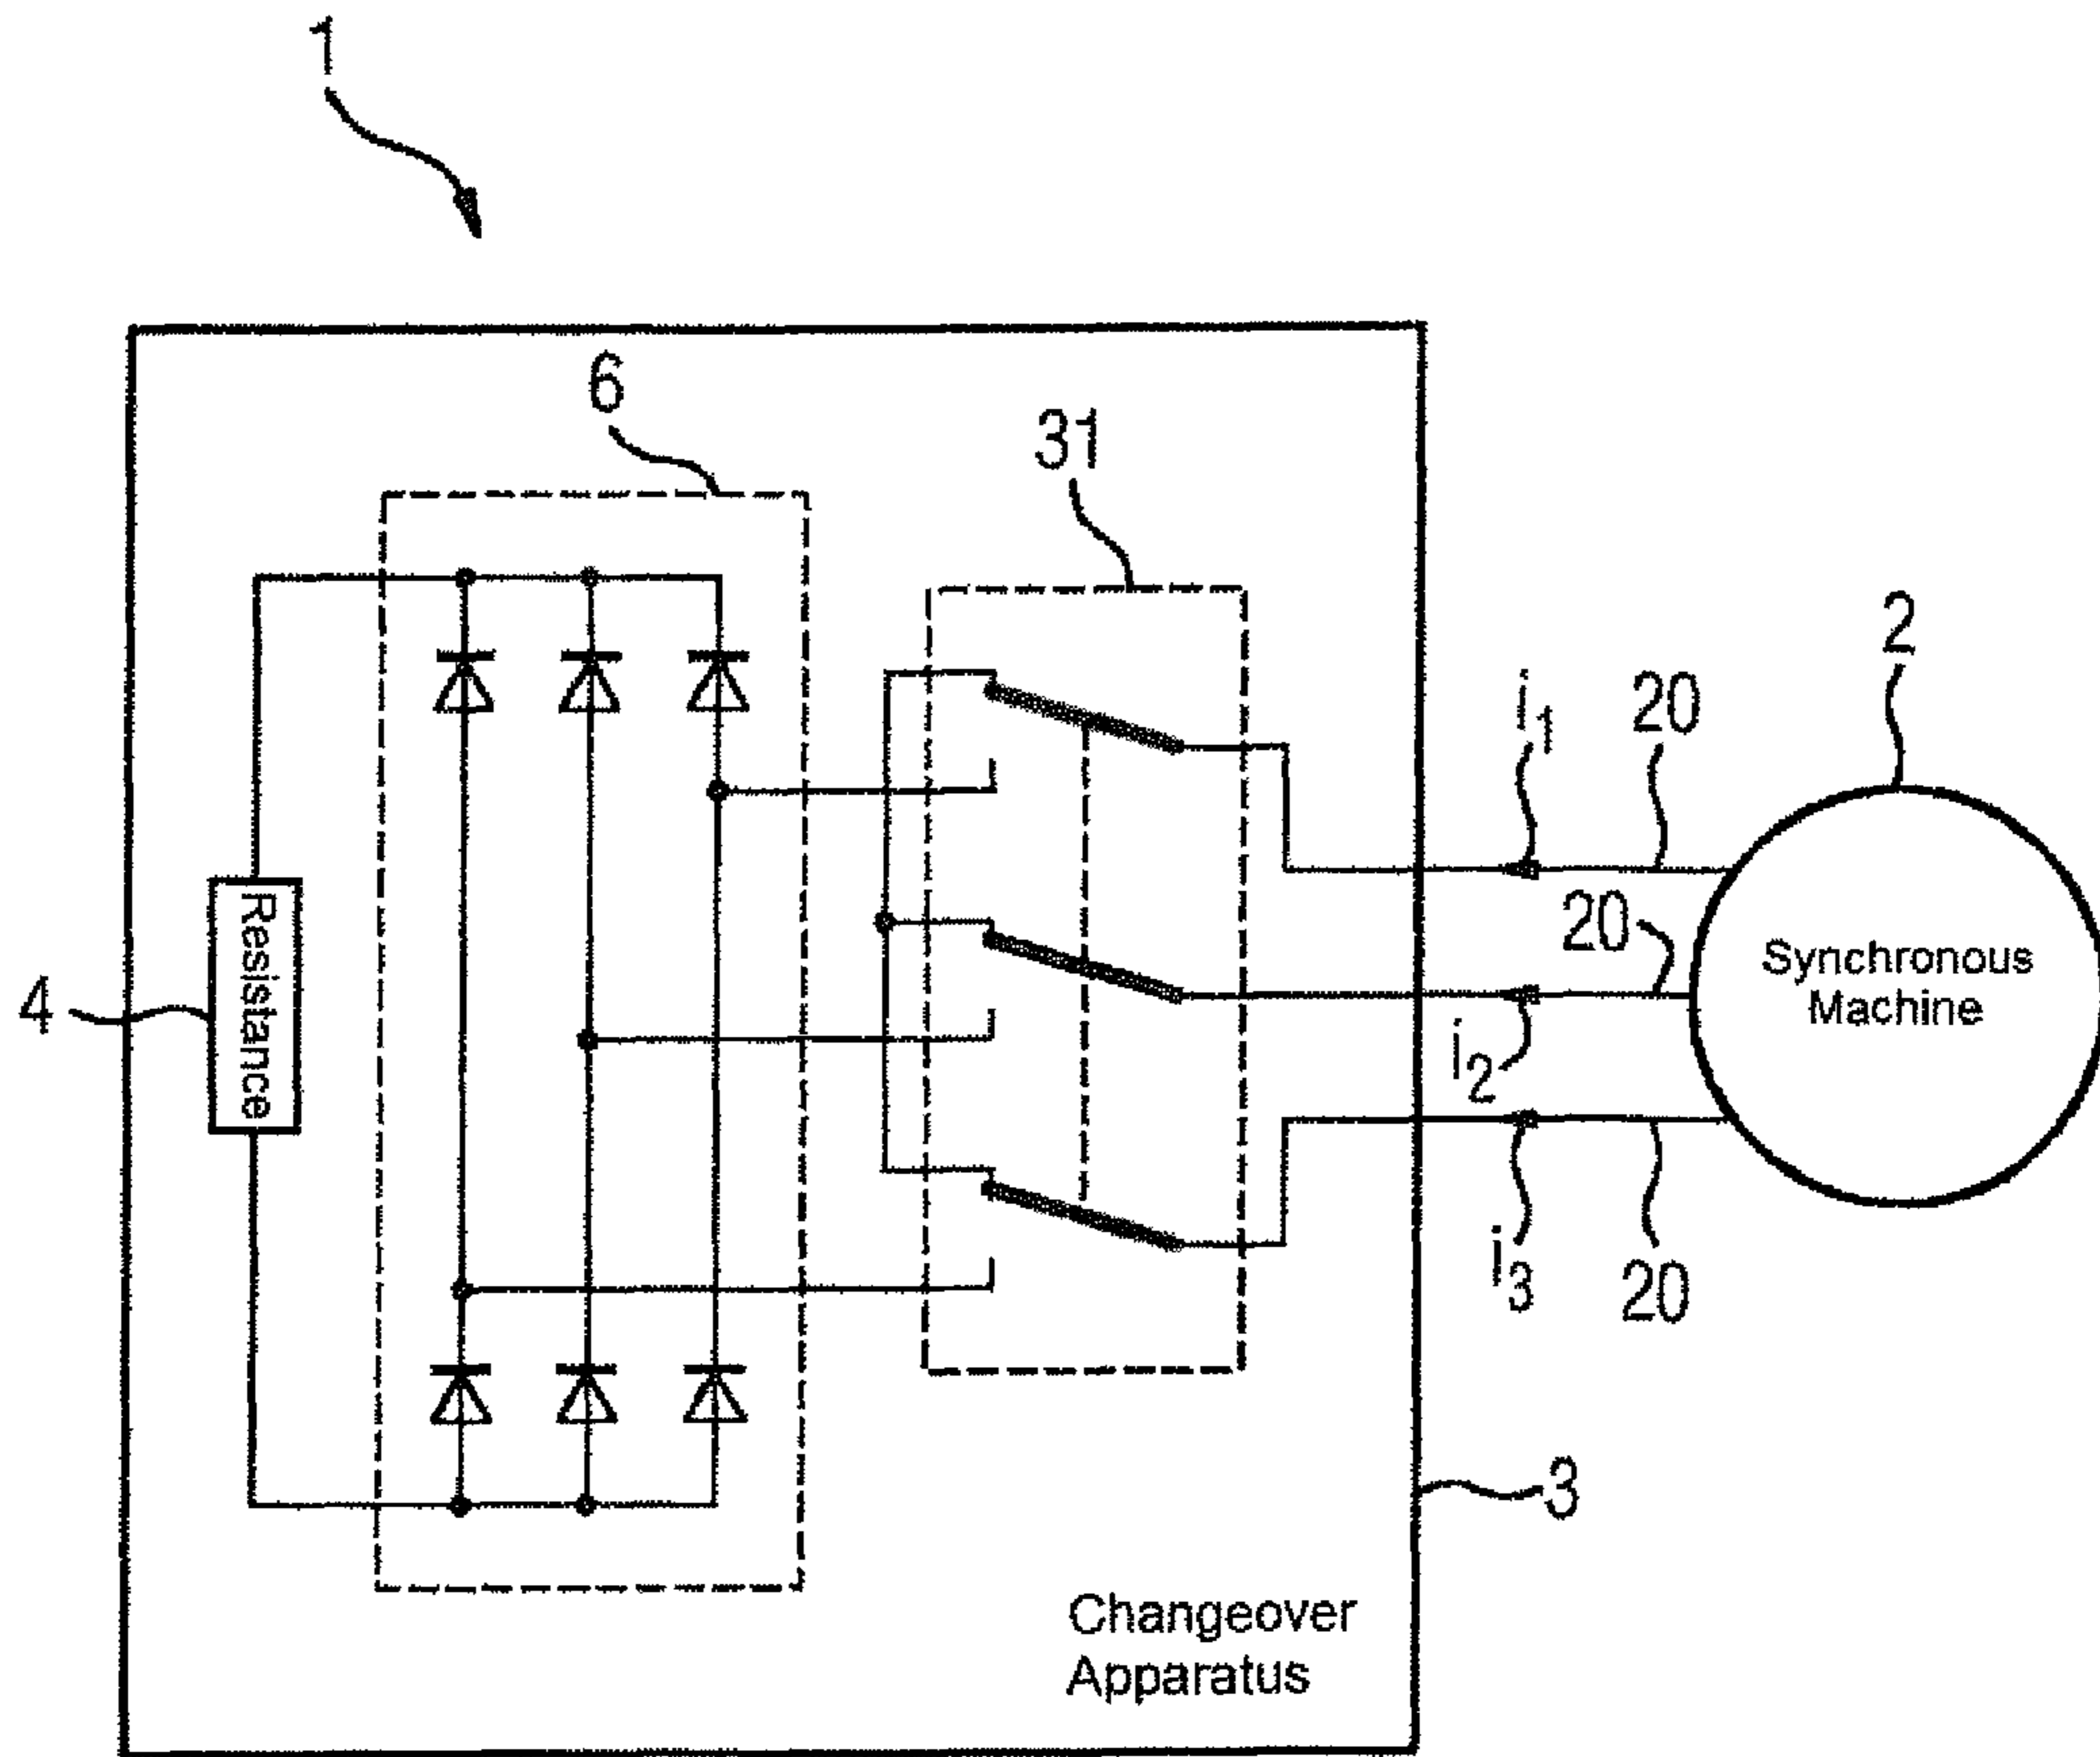 1
6
31
2
i1
20
20
Synchronous
Machine
Resistance
4
i2
i3
20
3
Changeover
Apparatus